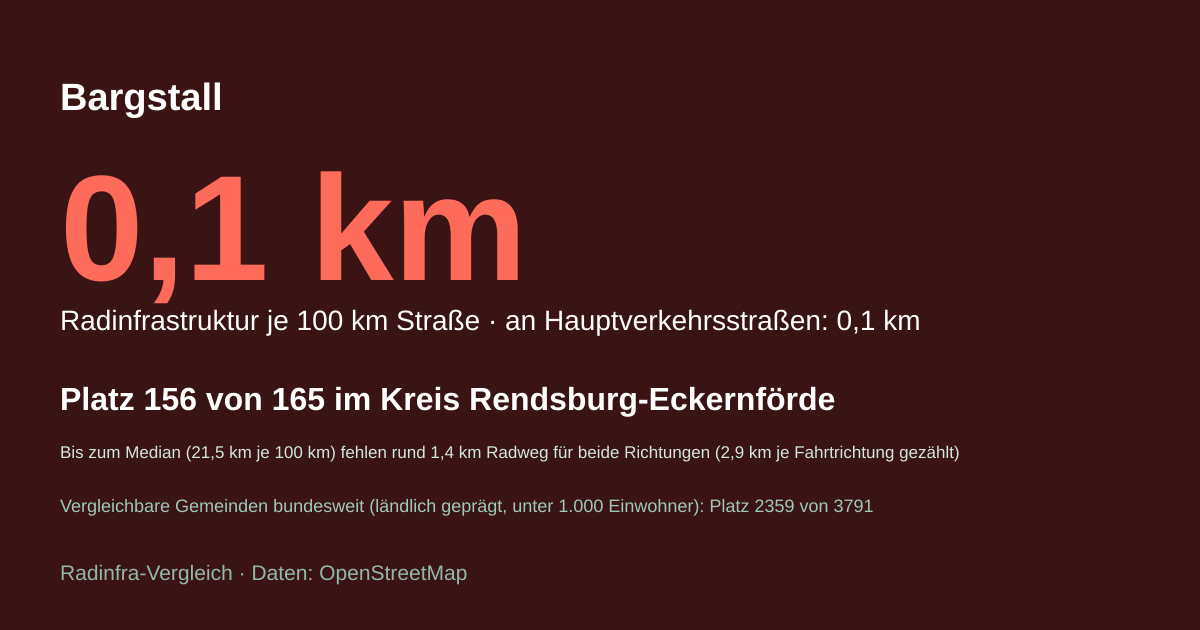 Bargstall
0,1 km
Radinfrastruktur je 100 km Straße · an Hauptverkehrsstraßen: 0,1 km
Platz 156 von 165 im Kreis Rendsburg-Eckernförde
Bis zum Median (21,5 km je 100 km) fehlen rund 1,4 km Radweg für beide Richtungen (2,9 km je Fahrtrichtung gezählt)
Vergleichbare Gemeinden bundesweit (ländlich geprägt, unter 1.000 Einwohner): Platz 2359 von 3791
Radinfra-Vergleich · Daten: OpenStreetMap